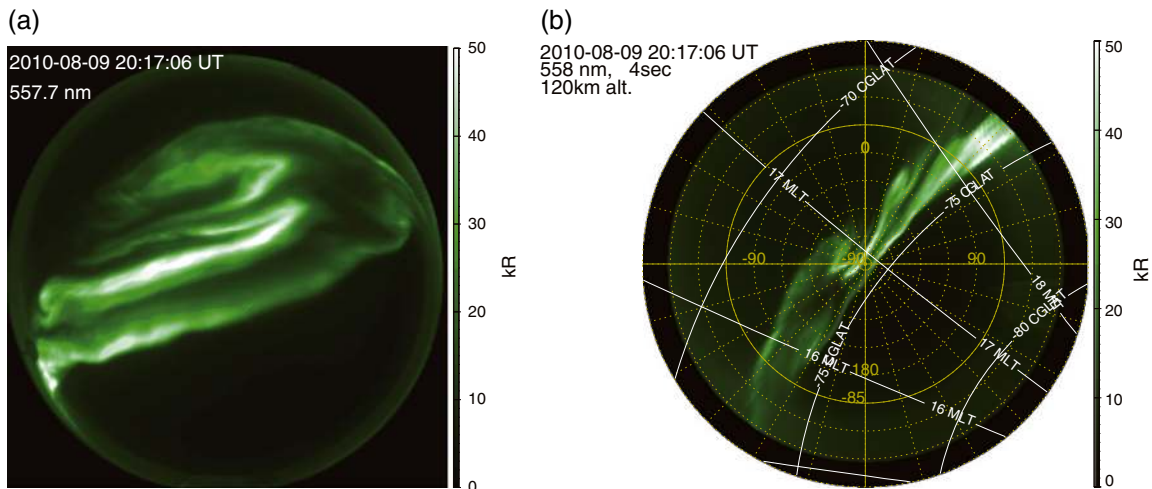 (a)
2010-08-09 20:17:06 UT
557.7 nm
50
40
30
20
10
0
kR
(b)
2010-08-09 20:17:06 UT
558 nm, 4sec
120km alt.
-70 CGLAT
0
17 MLT
-75 CGLAT
-90
-90
90
18 MLT
-80 CGLAT
17 MLT
16 MLT
-75 CGLAT
180
-85
16 MLT
50
40
30
20
10
0
kR